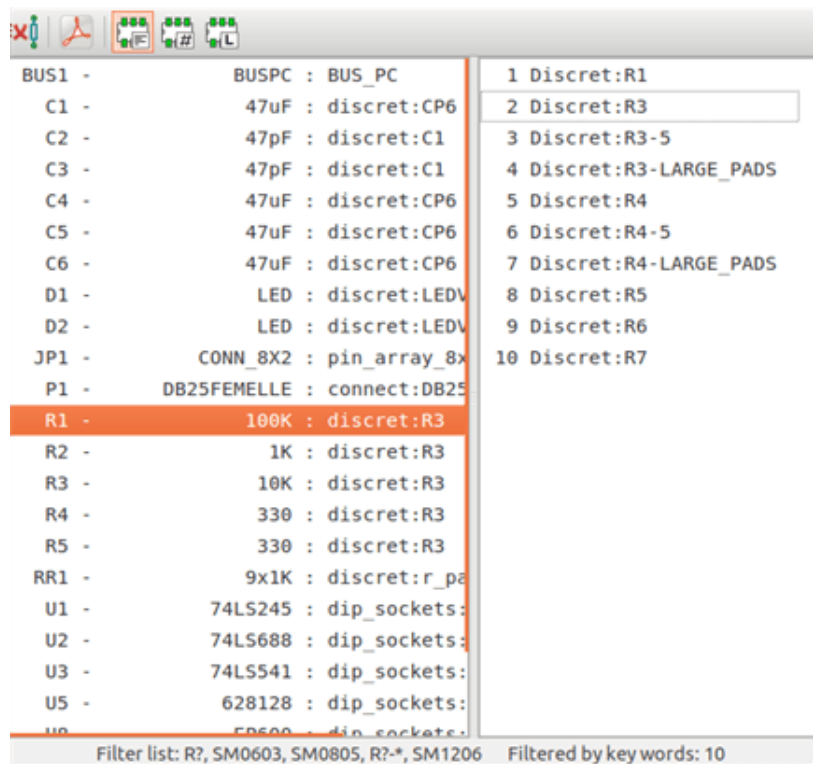 BUS1 - BUSPC : BUS_PC
C1 - 47uF : discret:CP6
C2 - 47pF : discret:C1
C3 - 47pF : discret:C1
C4 - 47uF : discret:CP6
C5 - 47uF : discret:CP6
C6 - 47uF : discret:CP6
D1 - LED : discret:LEDV
D2 - LED : discret:LEDV
JP1 - CONN_8X2 : pin_array_8x
P1 - DB25FEMELLE : connect:DB25
R1 - 100K : discret:R3
R2 - 1K : discret:R3
R3 - 10K : discret:R3
R4 - 330 : discret:R3
R5 - 330 : discret:R3
RR1 - 9x1K : discret:r_pa
U1 - 74LS245 : dip_sockets:
U2 - 74LS688 : dip_sockets:
U3 - 74LS541 : dip_sockets:
U5 - 628128 : dip_sockets:
1 Discret:R1
2 Discret:R3
3 Discret:R3-5
4 Discret:R3-LARGE_PADS
5 Discret:R4
6 Discret:R4-5
7 Discret:R4-LARGE_PADS
8 Discret:R5
9 Discret:R6
10 Discret:R7
Filter list: R?, SM0603, SM0805, R?-*, SM1206 Filtered by key words: 10